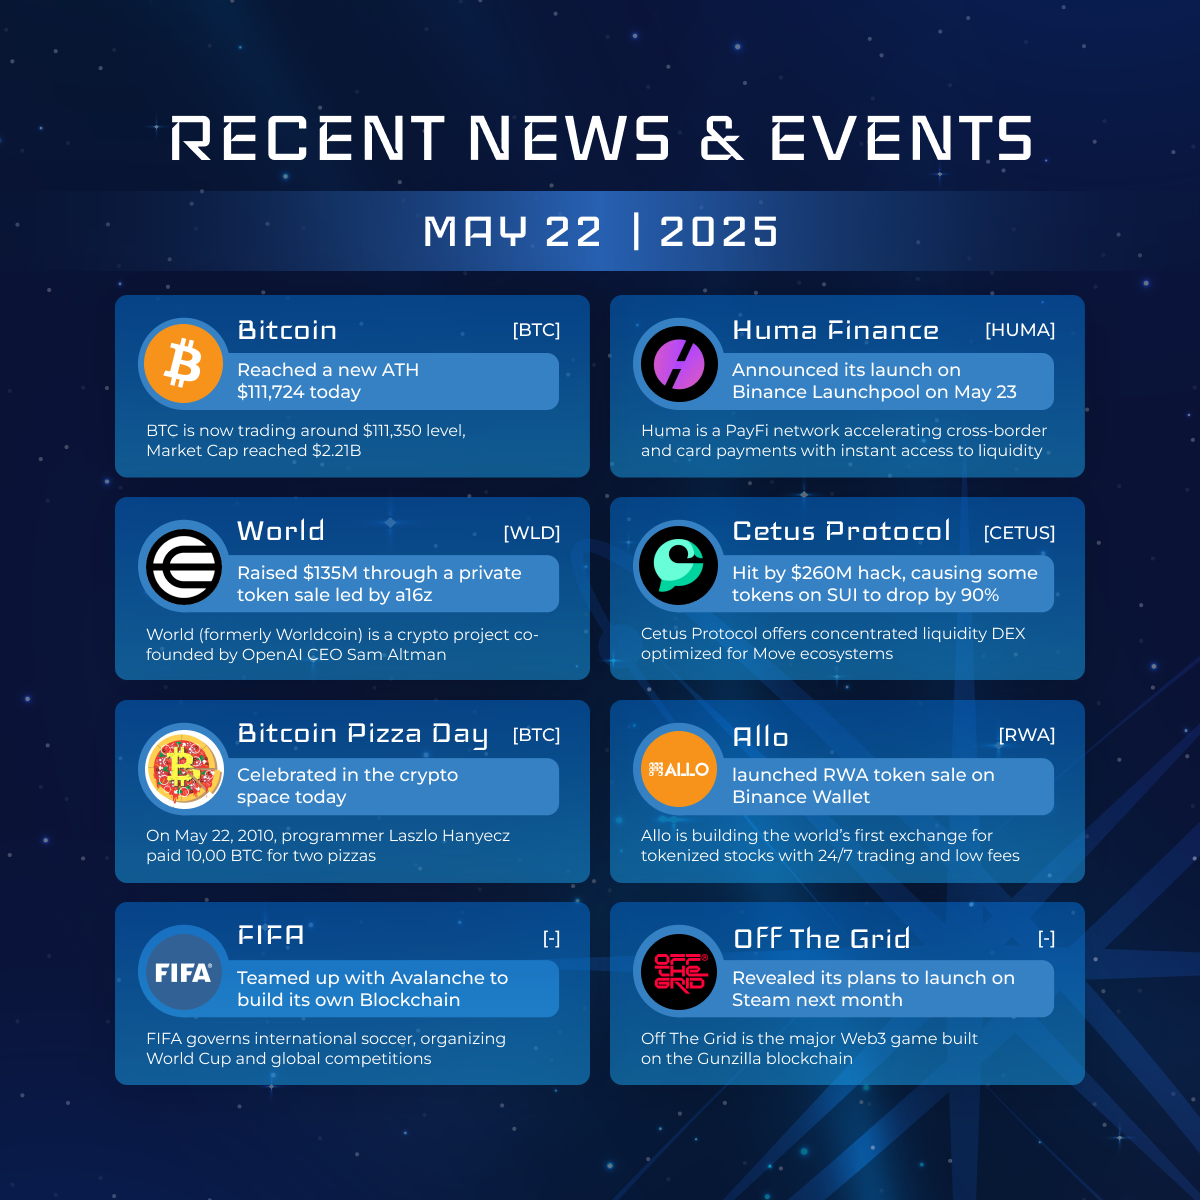 RECENT NEWS & EVENTS
MAY 22 | 2025
Bitcoin [BTC]
Reached a new ATH
$111,724 today
BTC is now trading around $111,350 level,
Market Cap reached $2.21B
Huma Finance [HUMA]
Announced its launch on
Binance Launchpool on May 23
Huma is a PayFi network accelerating cross-border
and card payments with instant access to liquidity
World [WLD]
Raised $135M through a private
token sale led by a16z
World (formerly Worldcoin) is a crypto project co-
founded by OpenAI CEO Sam Altman
Cetus Protocol [CETUS]
Hit by $260M hack, causing some
tokens on SUI to drop by 90%
Cetus Protocol offers concentrated liquidity DEX
optimized for Move ecosystems
Bitcoin Pizza Day [BTC]
Celebrated in the crypto
space today
On May 22, 2010, programmer Laszlo Hanyecz
paid 10,00 BTC for two pizzas
Allo [RWA]
ALLO
launched RWA token sale on
Binance Wallet
Allo is building the world's first exchange for
tokenized stocks with 24/7 trading and low fees
FIFA [-]
FIFA®
Teamed up with Avalanche to
build its own Blockchain
FIFA governs international soccer, organizing
World Cup and global competitions
Off The Grid [-]
OFF®
THE
GRID
Revealed its plans to launch on
Steam next month
Off The Grid is the major Web3 game built
on the Gunzilla blockchain